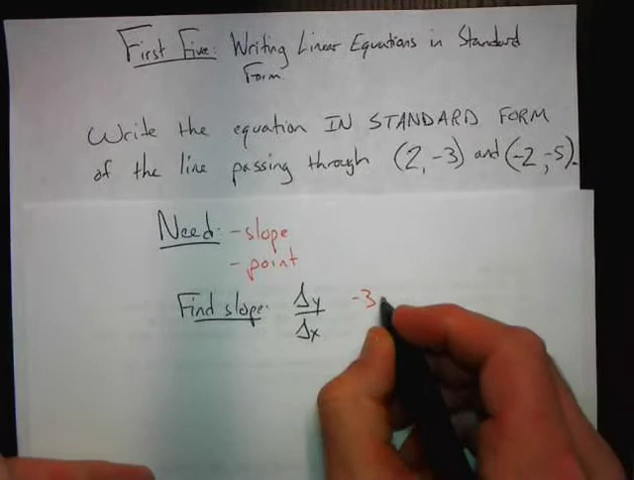 First Five: Writing Linear Equations in Standard
Form
Write the equation IN STANDARD FORM
of the line passing through (2, -3) and (-2, -5).
Need: -slope
-point
Find slope: Δy/Δx -3